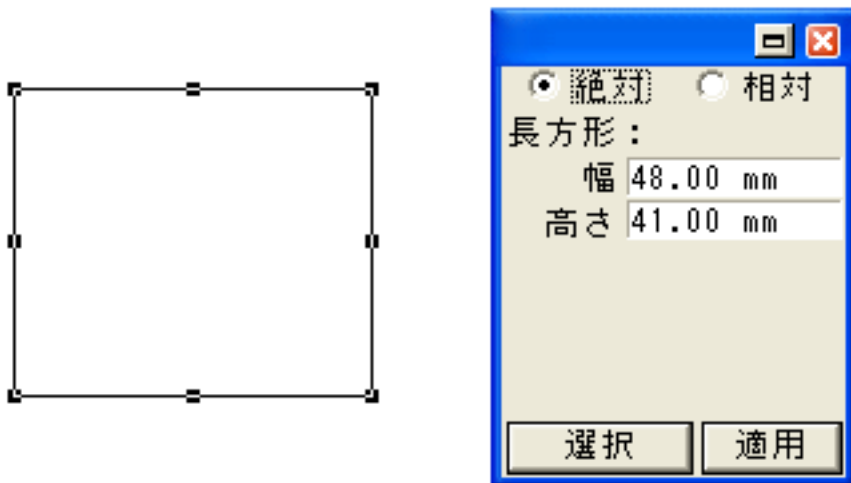 絶対 相対
長方形：
幅 48.00 mm
高さ 41.00 mm
選択 適用